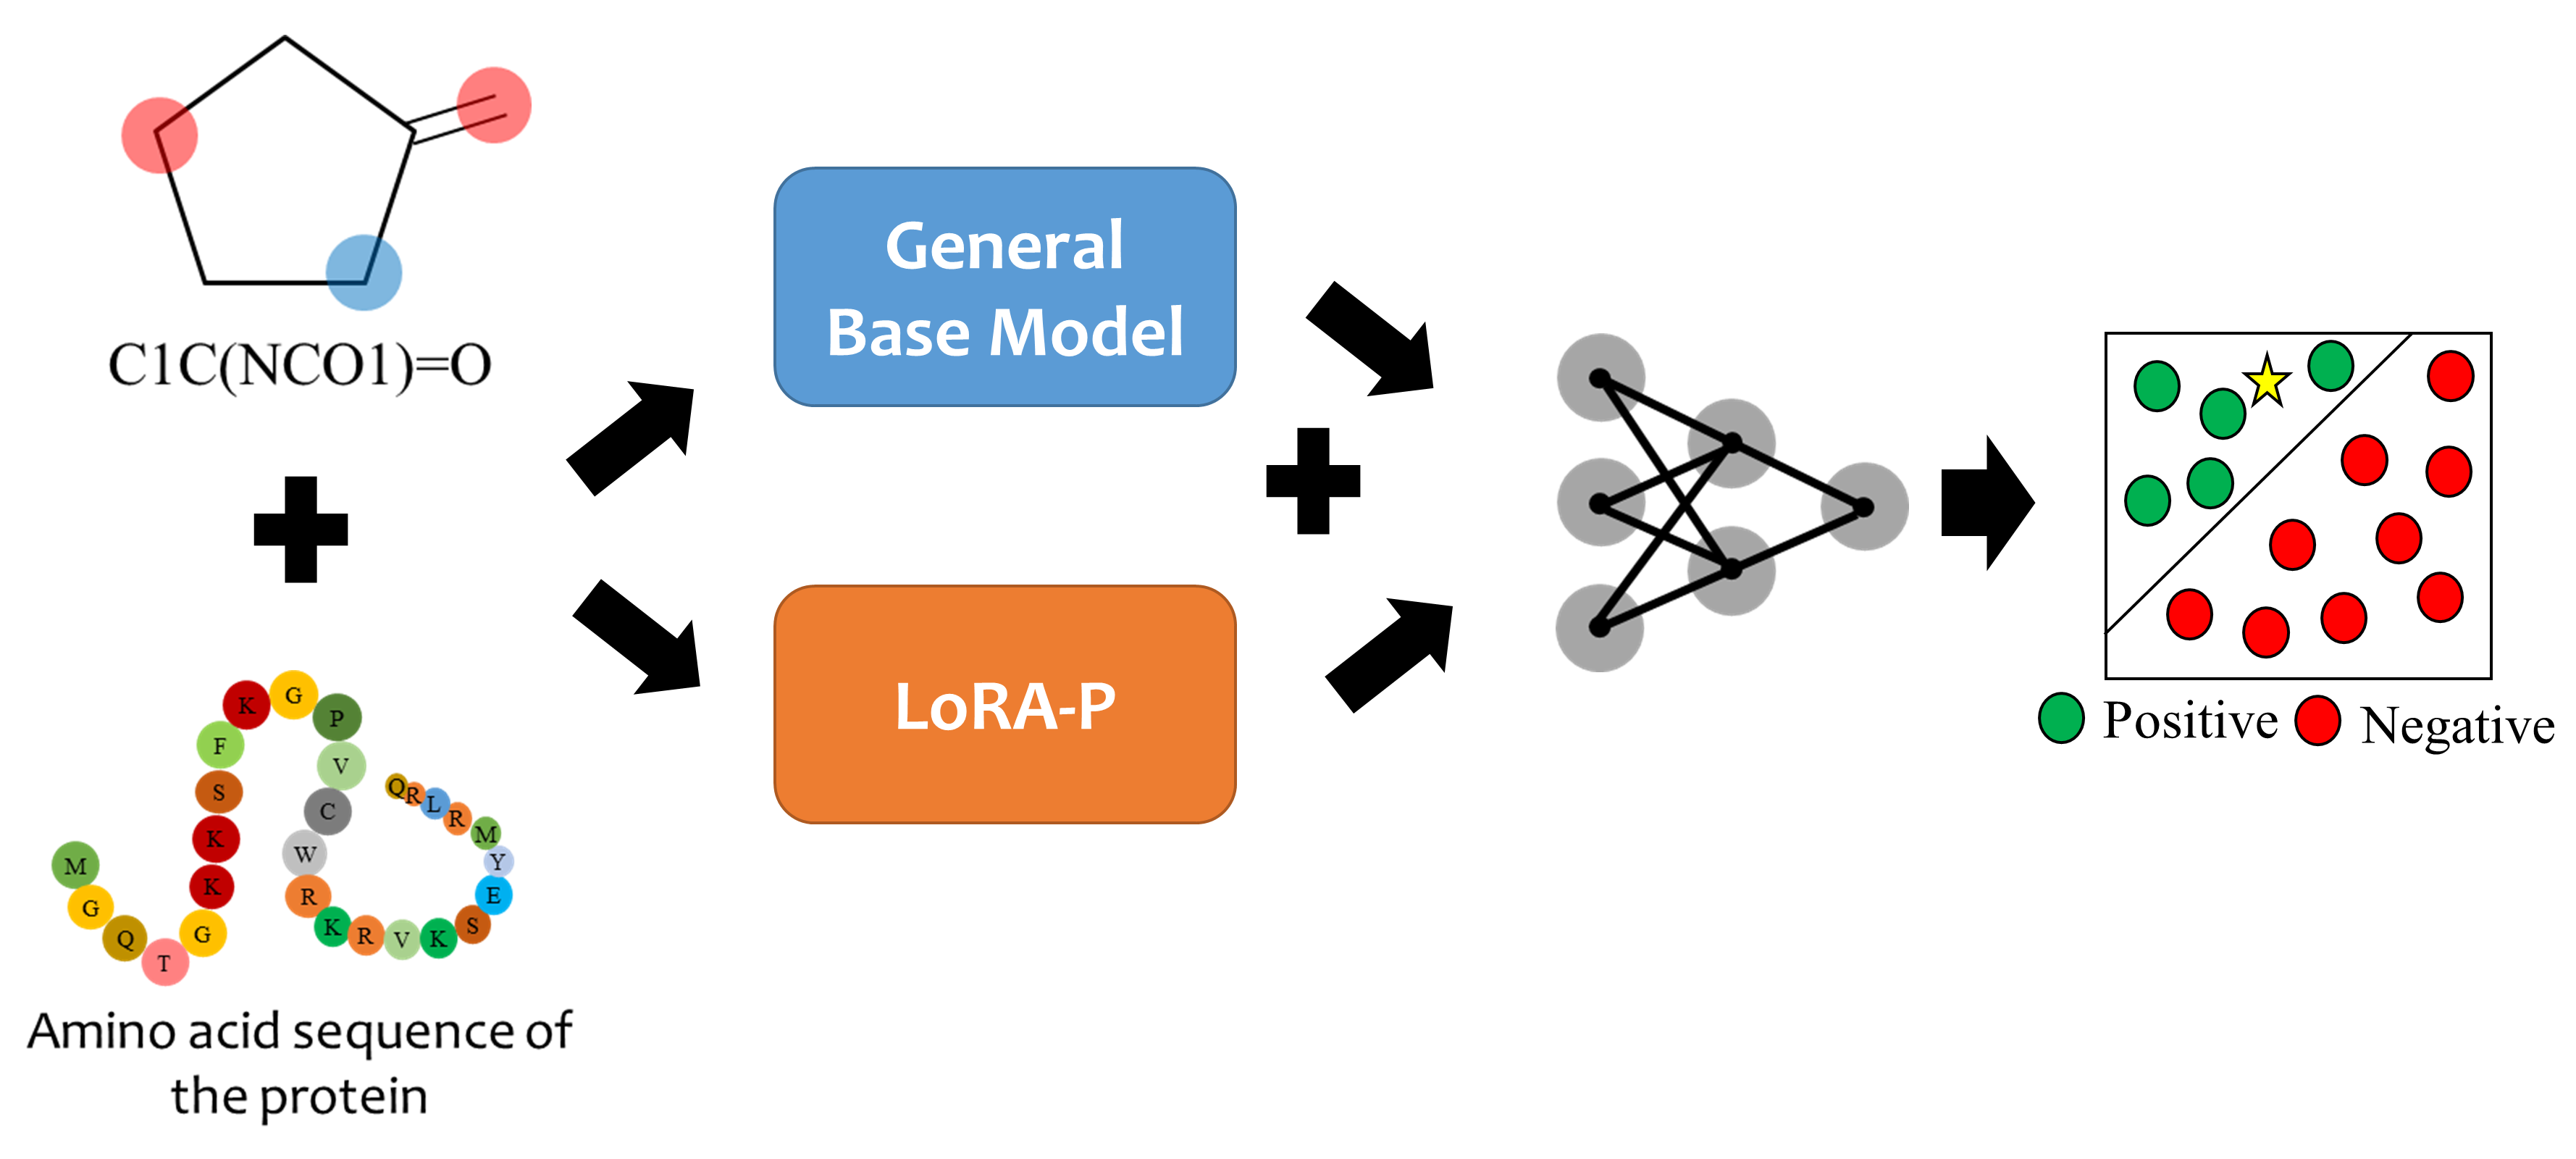 C1C(NCO1)=O
General
Base Model
LoRA-P
M
G
Q
T
G
K
K
S
F
K
G
P
V
C
W
R
K
R
V
K
S
E
Y
M
R
L
R
Q
Amino acid sequence of
the protein
Positive
Negative